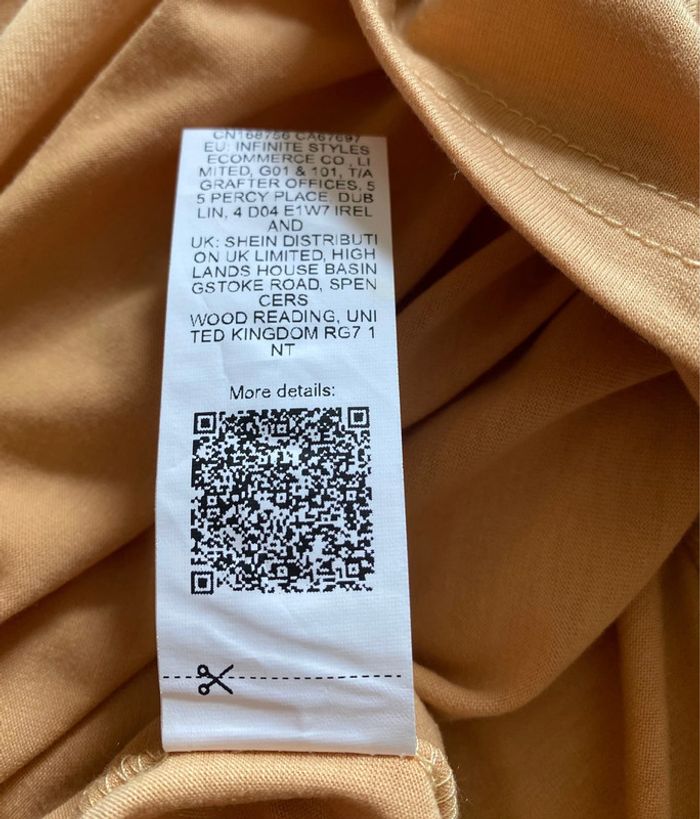 CN168756 CA67697
EU: INFINITE STYLES
ECOMMERCE CO., LI
MITED, G01 & 101, T/A
GRAFTER OFFICES, 5
5 PERCY PLACE, DUB
LIN, 4 D04 E1W7 IREL
AND
UK: SHEIN DISTRIBUTI
ON UK LIMITED, HIGH
LANDS HOUSE BASIN
GSTOKE ROAD, SPEN
CERS
WOOD READING, UNI
TED KINGDOM RG7 1
NT
More details: